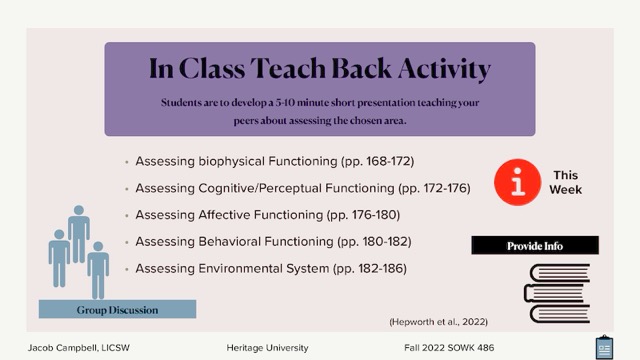 In Class Teach Back Activity
Students are to develop a 5-10 minute short presentation teaching your
peers about assessing the chosen area.
• Assessing biophysical Functioning (pp. 168-172)
• Assessing Cognitive/Perceptual Functioning (pp. 172-176)
• Assessing Affective Functioning (pp. 176-180)
• Assessing Behavioral Functioning (pp. 180-182)
• Assessing Environmental System (pp. 182-186)
This
Week
Provide Info
Group Discussion
(Hepworth et al., 2022)
Jacob Campbell, LICSW
Heritage University
Fall 2022 SOWK 486